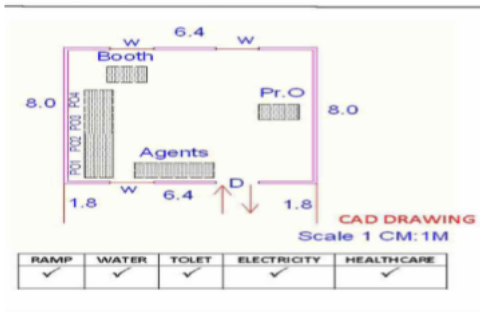 6.4
W W
Booth
8.0 PO4 PO3 PO2 PO1 Pr.O 8.0
Agents
W 6.4 D
1.8 1.8
CAD DRAWING
Scale 1 CM:1M
RAMP WATER TOLET ELECTRICITY HEALTHCARE
✓ ✓ ✓ ✓ ✓